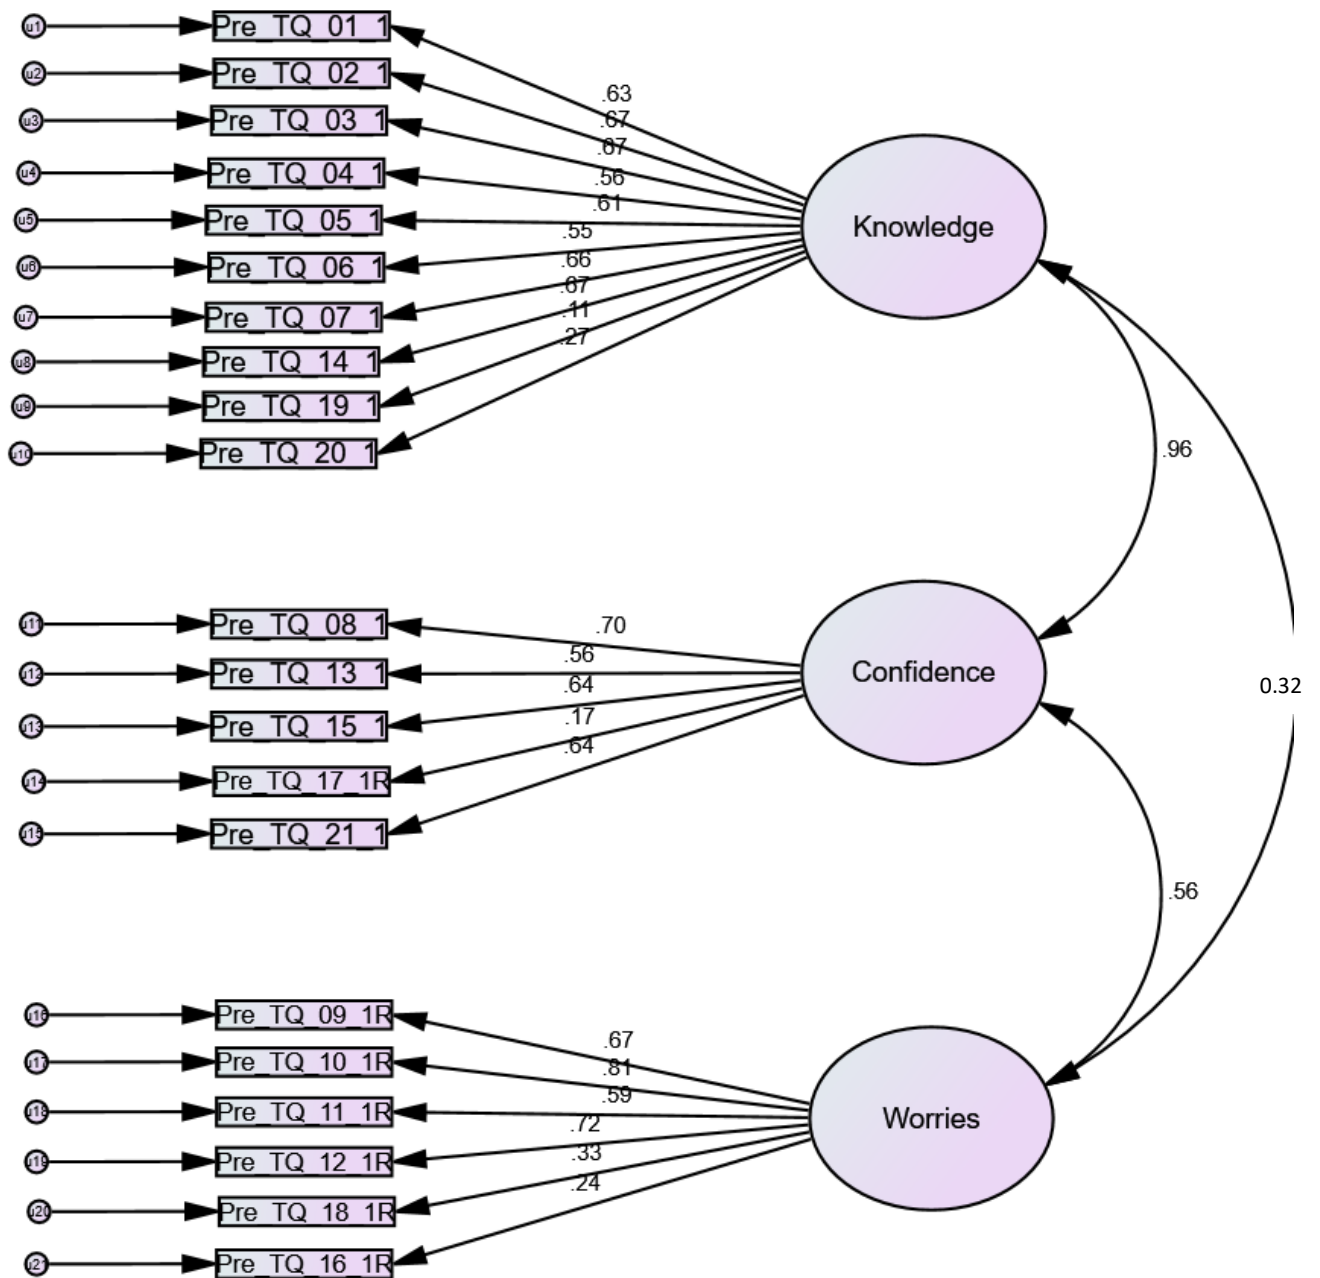 u1
Pre_TQ_01_1
u2
Pre_TQ_02_1
u3
Pre_TQ_03_1
u4
Pre_TQ_04_1
u5
Pre_TQ_05_1
u6
Pre_TQ_06_1
u7
Pre_TQ_07_1
u8
Pre_TQ_14_1
u9
Pre_TQ_19_1
u10
Pre_TQ_20_1
.63
.67
.67
.56
.61
.55
.66
.67
.11
.27
Knowledge
.96
u11
Pre_TQ_08_1
u12
Pre_TQ_13_1
u13
Pre_TQ_15_1
u14
Pre_TQ_17_1R
u15
Pre_TQ_21_1
.70
.56
.64
.17
.64
Confidence
0.32
.56
u16
Pre_TQ_09_1R
u17
Pre_TQ_10_1R
u18
Pre_TQ_11_1R
u19
Pre_TQ_12_1R
u20
Pre_TQ_18_1R
u21
Pre_TQ_16_1R
.67
.81
.59
.72
.33
.24
Worries